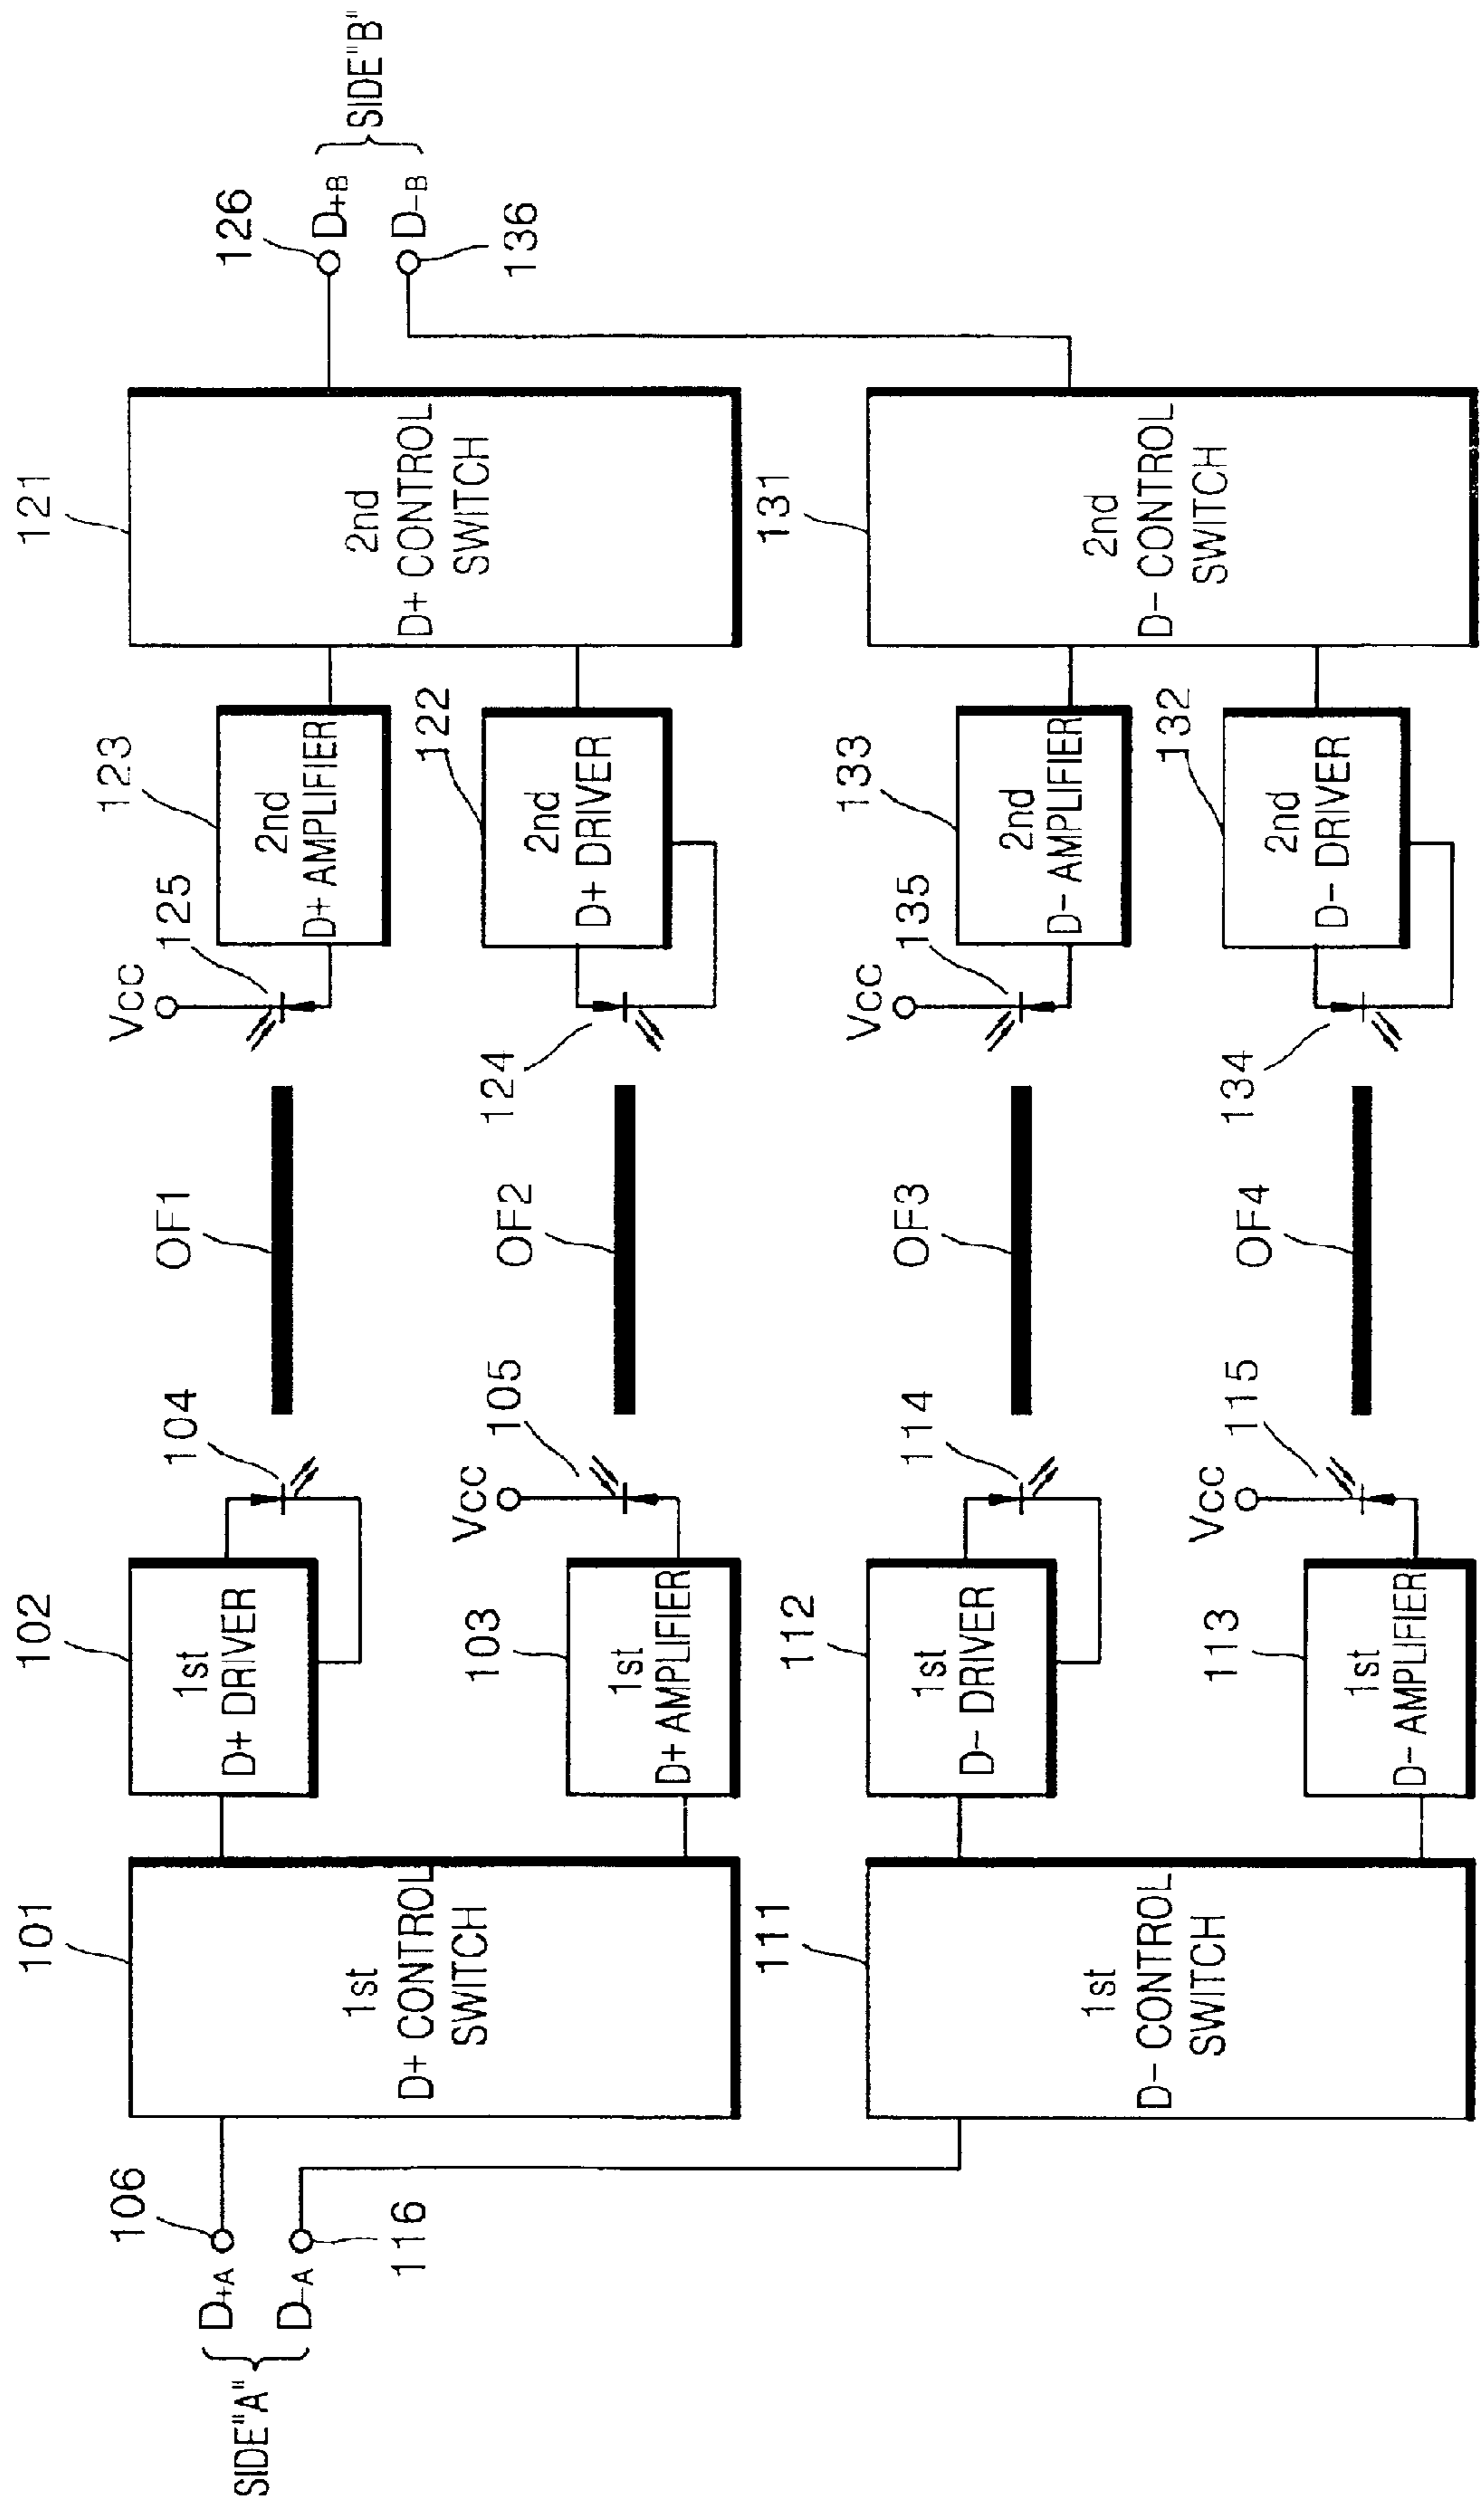 SIDE"A"
D+A
D-A
106
116
101
1st
D+ CONTROL
SWITCH
111
1st
D- CONTROL
SWITCH
102
1st
D+ DRIVER
103
1st
D+ AMPLIFIER
112
1st
D- DRIVER
113
1st
D- AMPLIFIER
104
Vcc
105
114
Vcc
115
OF1
OF2
OF3
OF4
Vcc
125
124
Vcc
135
134
123
2nd
D+ AMPLIFIER
122
2nd
D+ DRIVER
133
2nd
D- AMPLIFIER
132
2nd
D- DRIVER
121
2nd
D+ CONTROL
SWITCH
131
2nd
D- CONTROL
SWITCH
126
136
D+B
D-B
SIDE"B"